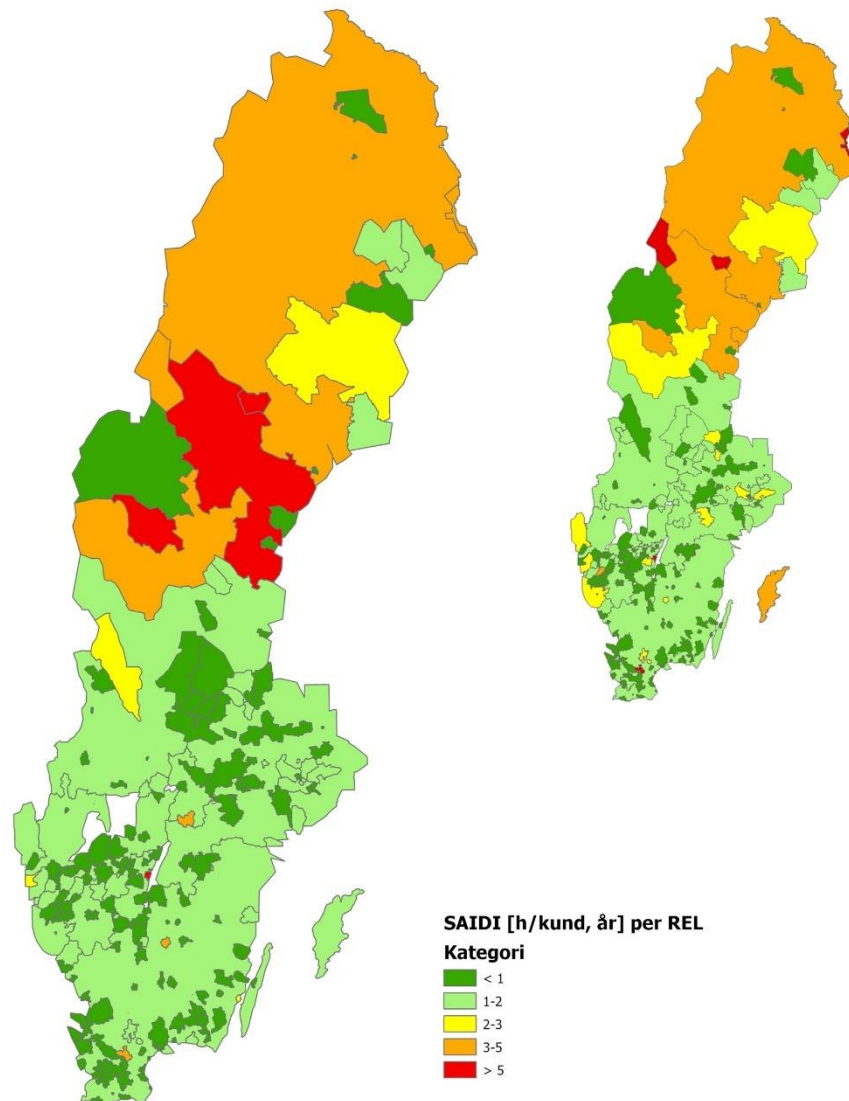 SAIDI [h/kund, år] per REL
Kategori
< 1
1-2
2-3
3-5
> 5